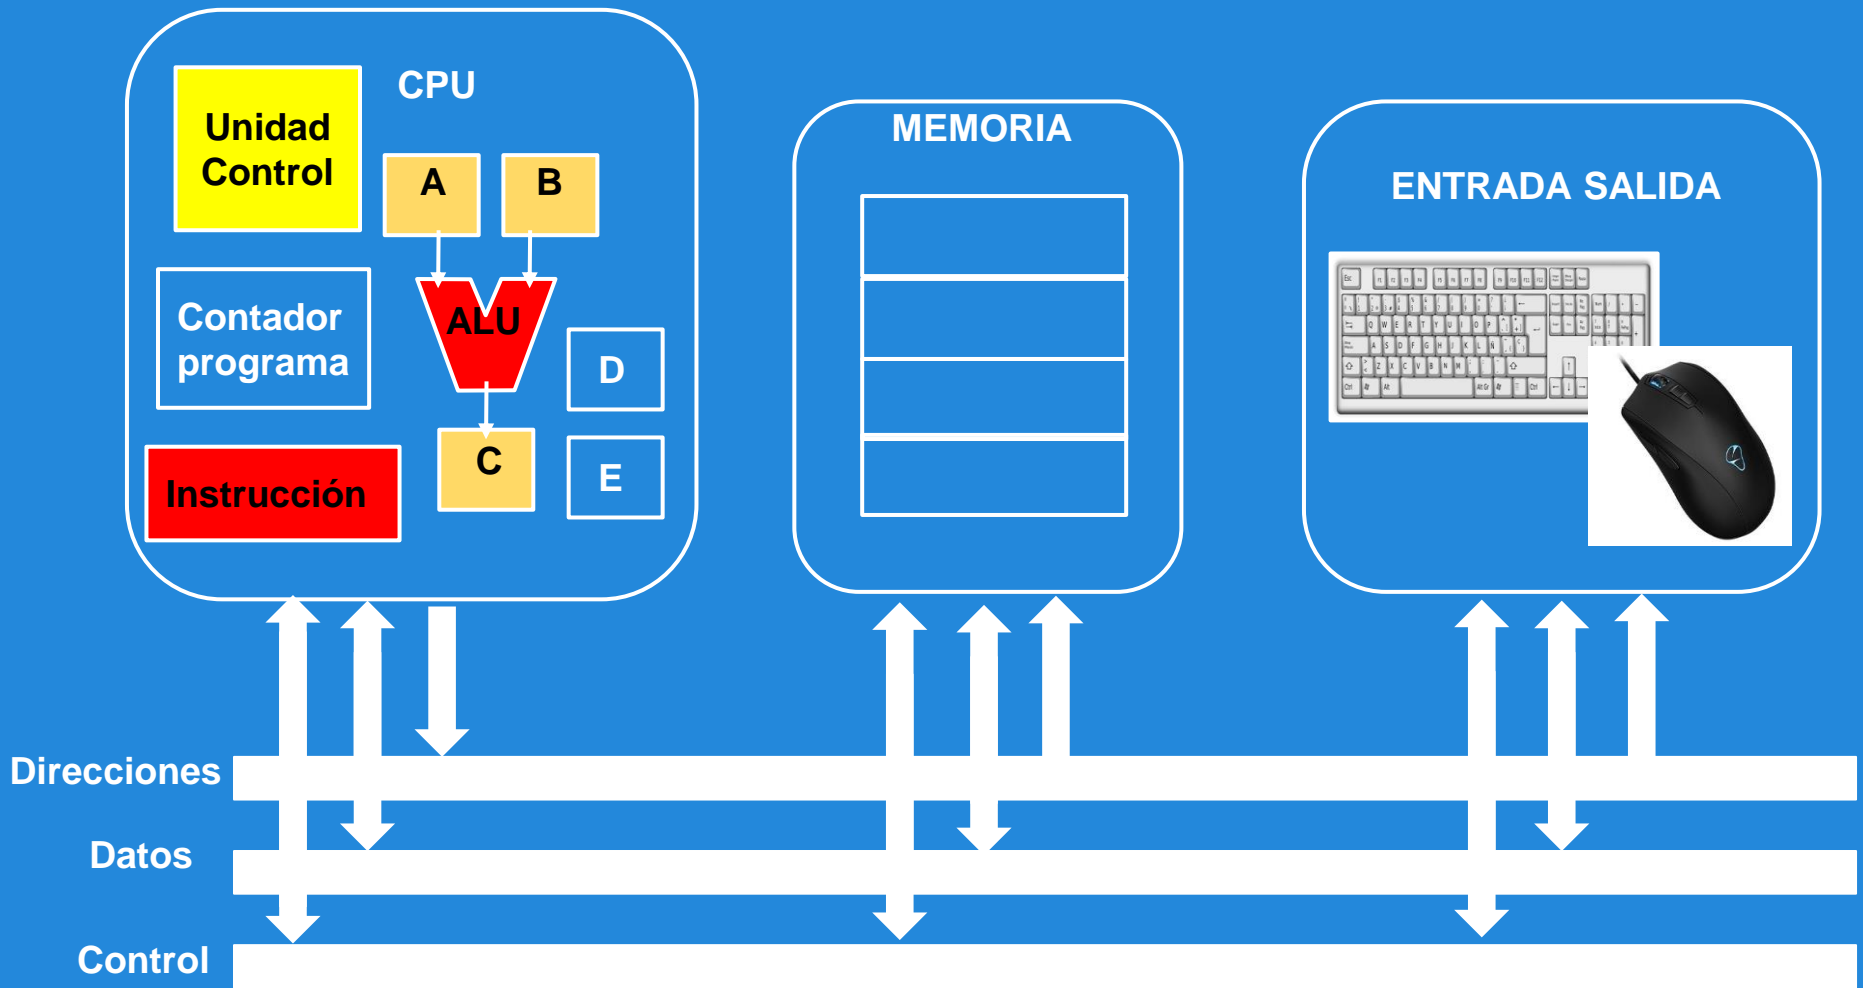 CPU
Unidad
Control
A
B
Contador
programa
ALU
D
C
E
Instrucción
MEMORIA
ENTRADA SALIDA
Direcciones
Datos
Control